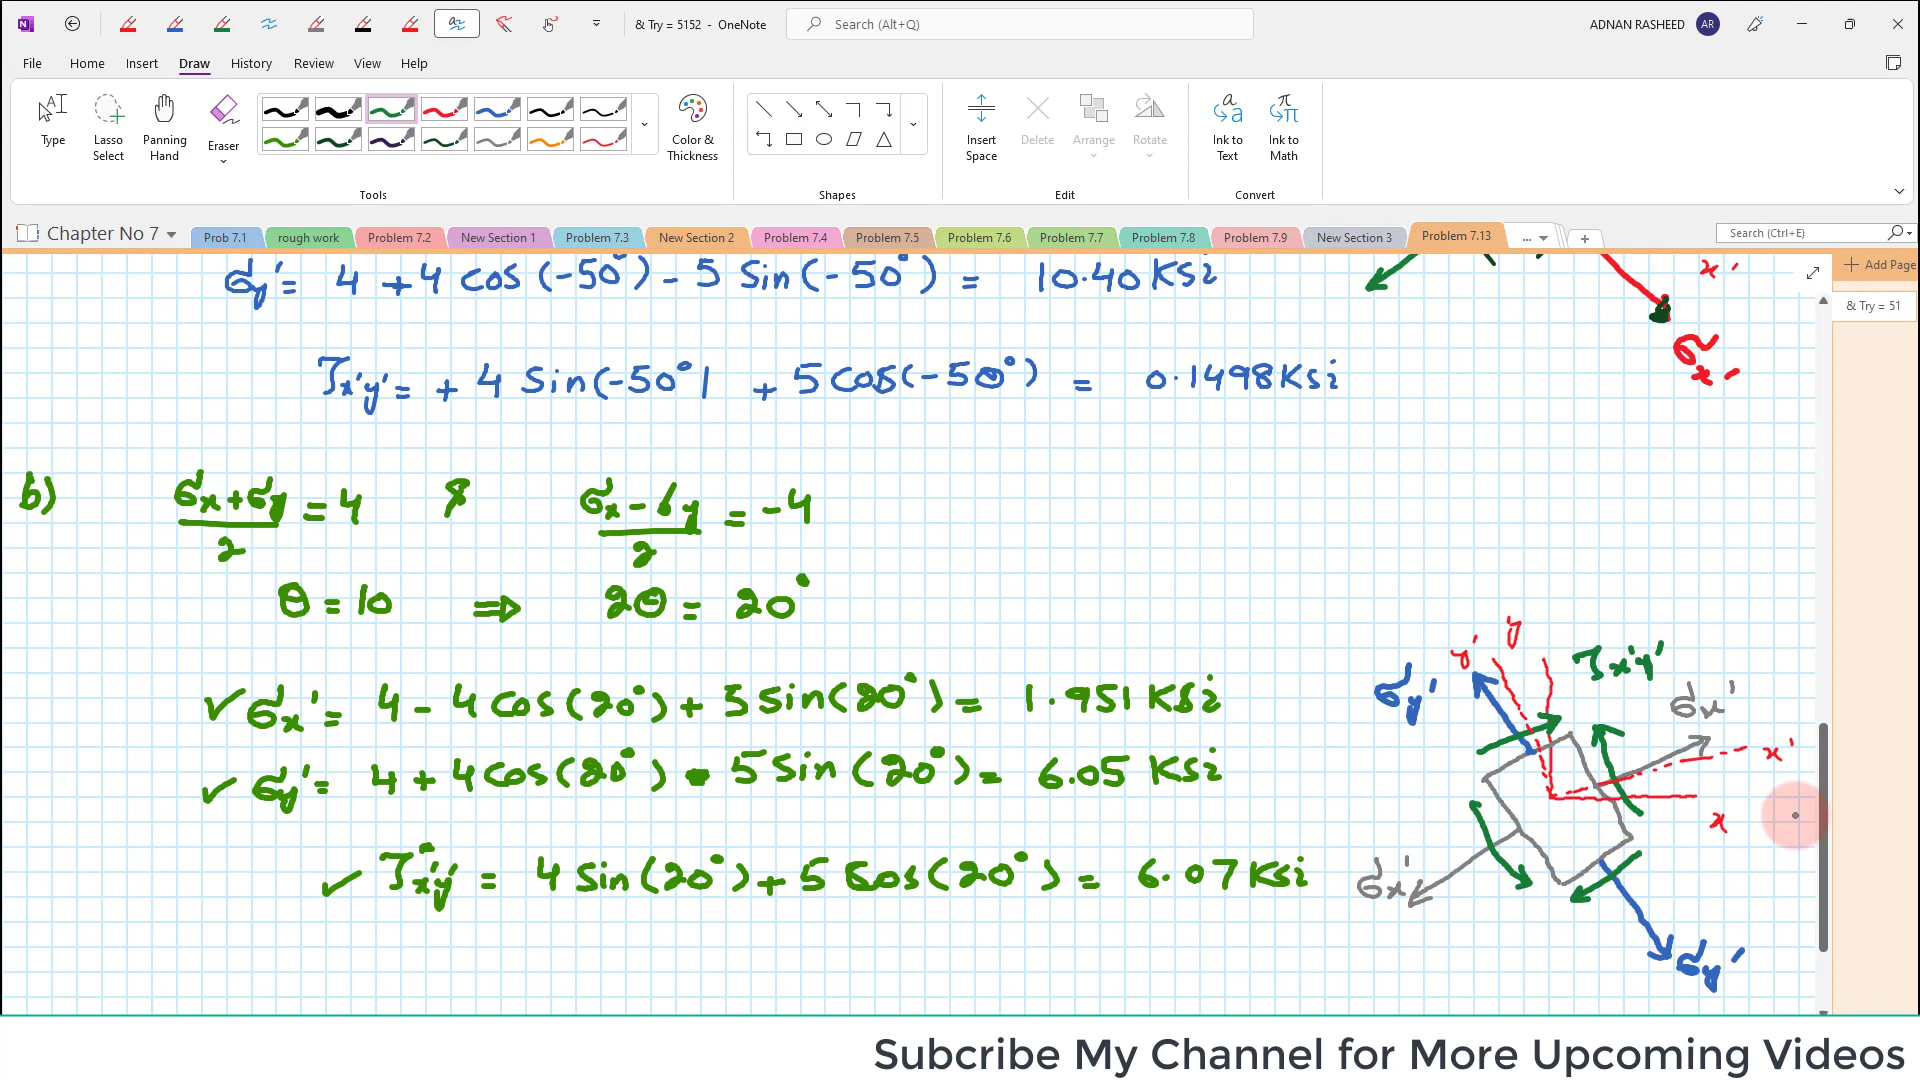 & Try = 5152 - OneNote
Search (Alt+Q)
ADNAN RASHEED
AR
File Home Insert Draw History Review View Help
Type
Lasso Select
Panning Hand
Eraser
Color & Thickness
Insert Space
Delete
Arrange
Rotate
Ink to Text
Ink to Math
Tools
Shapes
Edit
Convert
Chapter No 7
Prob 7.1
rough work
Problem 7.2
New Section 1
Problem 7.3
New Section 2
Problem 7.4
Problem 7.5
Problem 7.6
Problem 7.7
Problem 7.8
Problem 7.9
New Section 3
Problem 7.13
...
Search (Ctrl+E)
Add Page
& Try = 51
σy' = 4 + 4 cos (-50°) - 5 Sin (-50°) = 10.40 Ksi
x'
σx'
τx'y' = + 4 Sin(-50°) + 5 cos(-50°) = 0.1498 Ksi
b) (σx + σy)/2 = 4 & (σx - σy)/2 = -4
θ = 10 ⇒ 2θ = 20°
✓ σx' = 4 - 4 cos (20°) + 5 sin (20°) = 1.951 Ksi
✓ σy' = 4 + 4 cos (20°) - 5 sin (20°) = 6.05 Ksi
✓ τx'y' = 4 sin (20°) + 5 cos (20°) = 6.07 Ksi
y' y
σy' τx'y'
σx'
x'
x
σx'
σy'
Subcribe My Channel for More Upcoming Videos